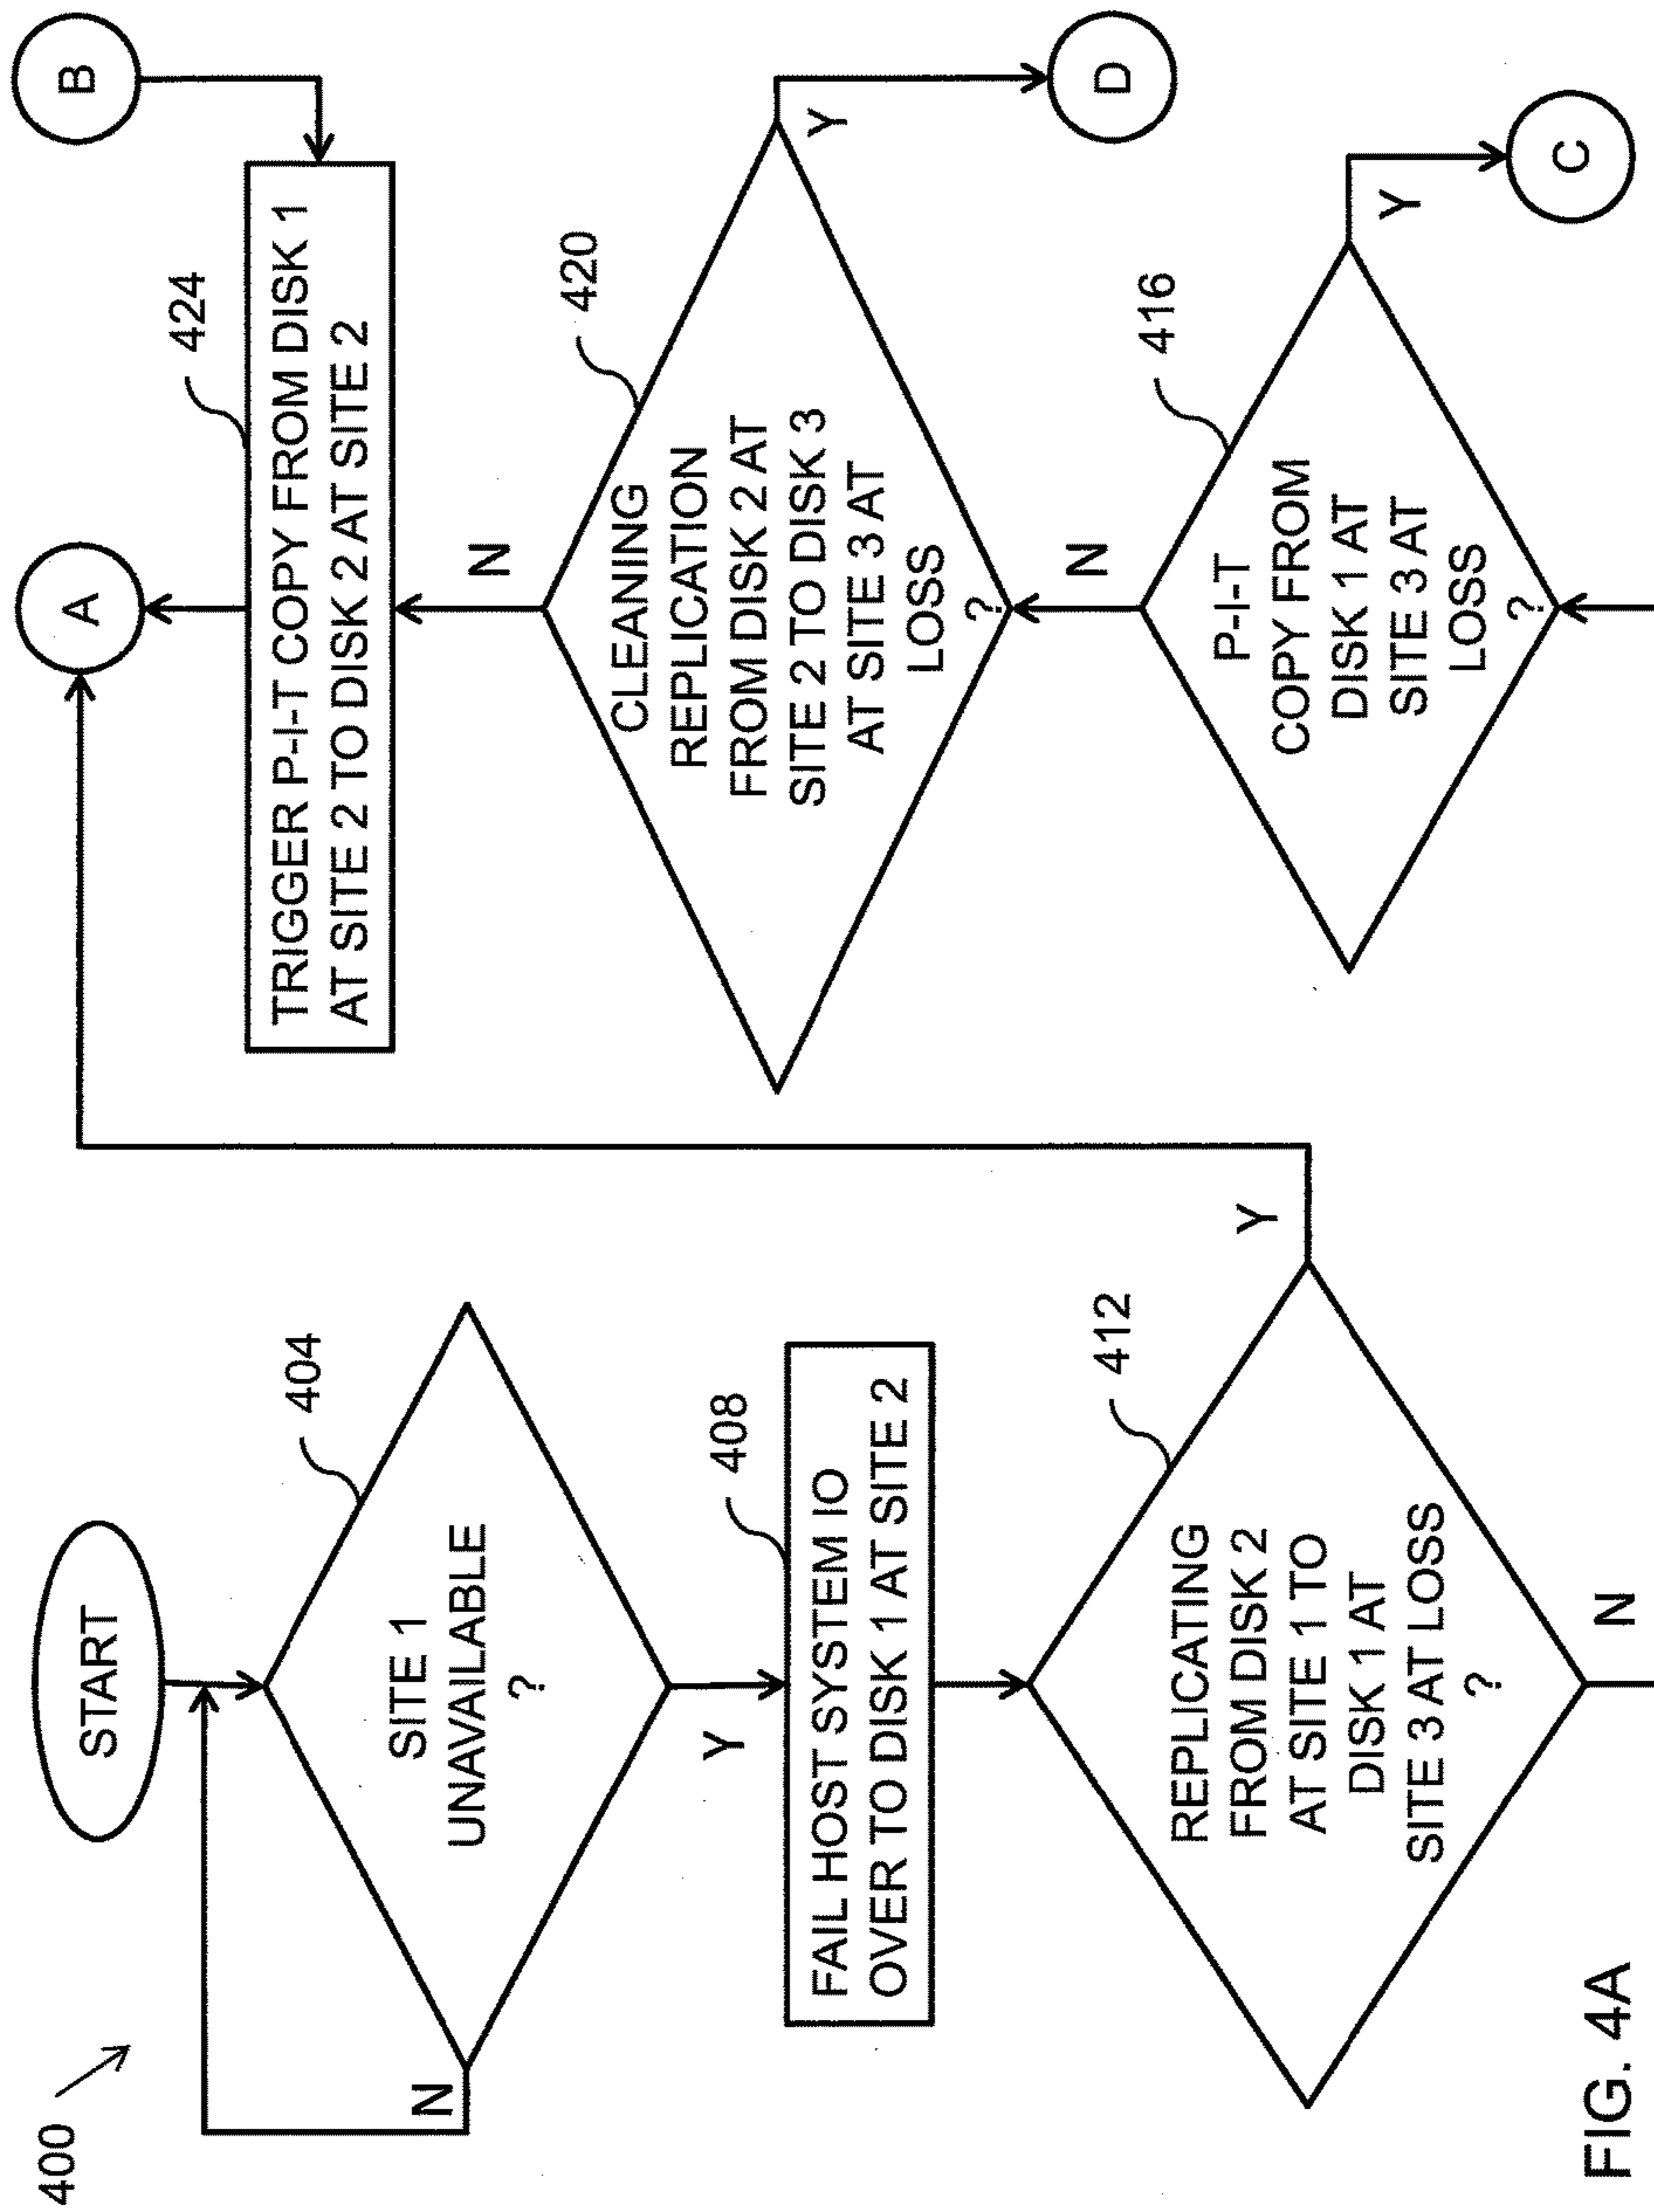 400
START
404
SITE 1
UNAVAILABLE
?
N
Y
408
FAIL HOST SYSTEM IO
OVER TO DISK 1 AT SITE 2
412
REPLICATING
FROM DISK 2
AT SITE 1 TO
DISK 1 AT
SITE 3 AT LOSS
?
Y
N
A
B
424
TRIGGER P-I-T COPY FROM DISK 1
AT SITE 2 TO DISK 2 AT SITE 2
N
420
CLEANING
REPLICATION
FROM DISK 2 AT
SITE 2 TO DISK 3
AT SITE 3 AT
LOSS
?
Y
D
N
416
P-I-T
COPY FROM
DISK 1 AT
SITE 3 AT
LOSS
?
Y
C
FIG. 4A